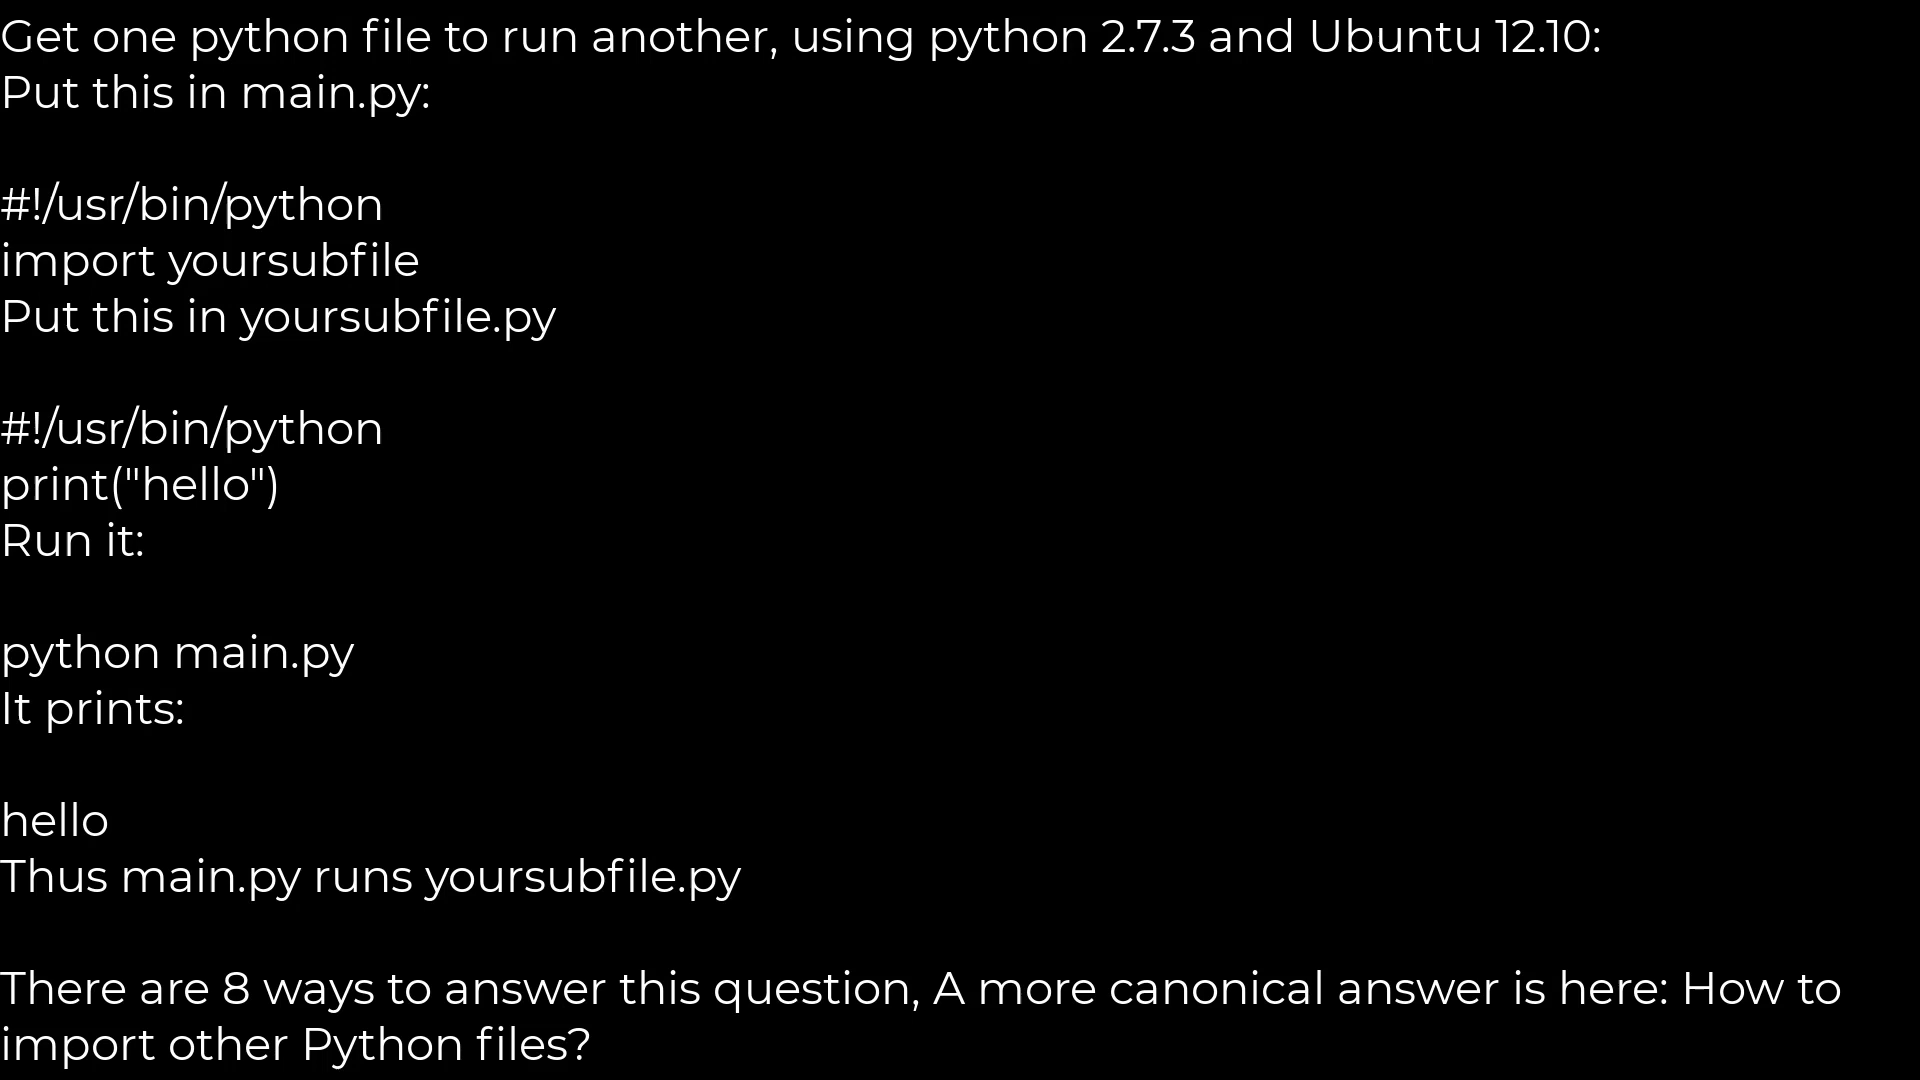 Get one python file to run another, using python 2.7.3 and Ubuntu 12.10:
Put this in main.py:
#!/usr/bin/python
import yoursubfile
Put this in yoursubfile.py
#!/usr/bin/python
print("hello")
Run it:
python main.py
It prints:
hello
Thus main.py runs yoursubfile.py
There are 8 ways to answer this question, A more canonical answer is here: How to
import other Python files?